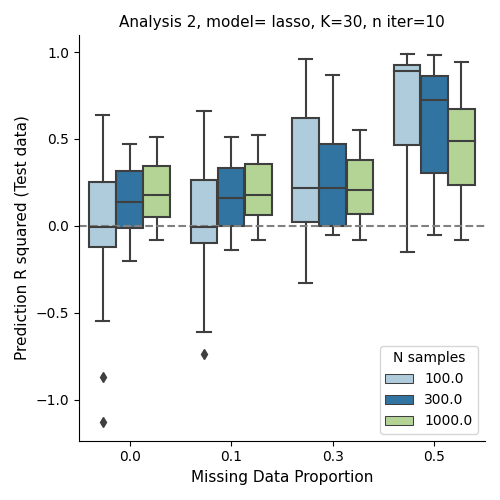 Analysis 2, model= lasso, K=30, n iter=10
Prediction R squared (Test data)
1.0
0.5
0.0
−0.5
−1.0
N samples
100.0
300.0
1000.0
0.0 0.1 0.3 0.5
Missing Data Proportion